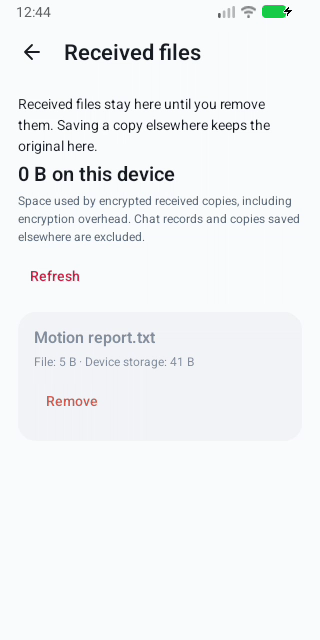 12:44
Received files
Received files stay here until you remove
them. Saving a copy elsewhere keeps the
original here.
0 B on this device
Space used by encrypted received copies, including
encryption overhead. Chat records and copies saved
elsewhere are excluded.
Refresh
Motion report.txt
File: 5 B · Device storage: 41 B
Remove